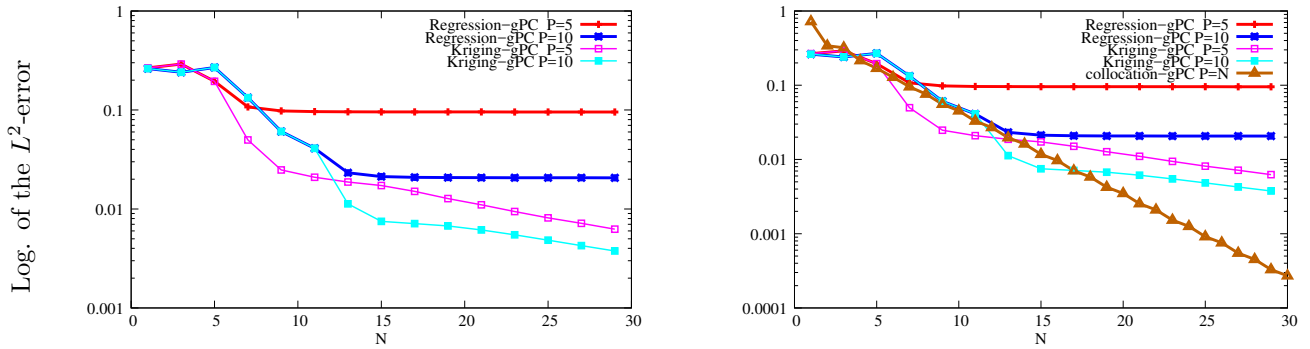 Log. of the L²-error
1
0.1
0.01
0.001
0 5 10 15 20 25 30
N
Regression−gPC P=5
Regression−gPC P=10
Kriging−gPC P=5
Kriging−gPC P=10
1
0.1
0.01
0.001
0.0001
0 5 10 15 20 25 30
N
Regression−gPC P=5
Regression−gPC P=10
Kriging−gPC P=5
Kriging−gPC P=10
collocation−gPC P=N